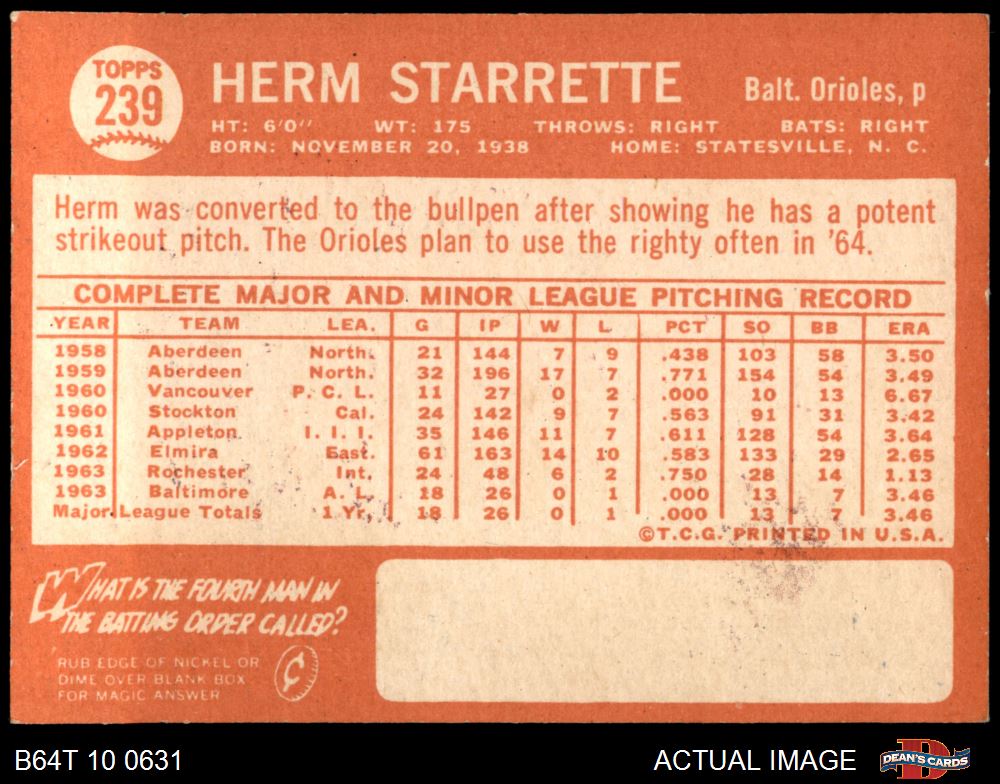 TOPPS
239
HERM STARRETTE Balt. Orioles, p
HT: 6'0" WT: 175 THROWS: RIGHT BATS: RIGHT
BORN: NOVEMBER 20, 1938 HOME: STATESVILLE, N. C.
Herm was converted to the bullpen after showing he has a potent
strikeout pitch. The Orioles plan to use the righty often in '64.
COMPLETE MAJOR AND MINOR LEAGUE PITCHING RECORD
YEAR TEAM LEA. G IP W L PCT SO BB ERA
1958 Aberdeen North. 21 144 7 9 .438 103 58 3.50
1959 Aberdeen North. 32 196 17 7 .771 154 54 3.49
1960 Vancouver P. C. L. 11 27 0 2 .000 10 13 6.67
1960 Stockton Cal. 24 142 9 7 .563 91 31 3.42
1961 Appleton I. I. I. 35 146 11 7 .611 128 54 3.64
1962 Elmira East. 61 163 14 10 .583 133 29 2.65
1963 Rochester Int. 24 48 6 2 .750 28 14 1.13
1963 Baltimore A. L. 18 26 0 1 .000 13 7 3.46
Major League Totals 1 Yr. 18 26 0 1 .000 13 7 3.46
©T.C.G. PRINTED IN U.S.A.
WHAT IS THE FOURTH MAN IN
THE BATTING ORDER CALLED?
RUB EDGE OF NICKEL OR
DIME OVER BLANK BOX
FOR MAGIC ANSWER
¢
B64T 10 0631 ACTUAL IMAGE DEAN'S CARDS